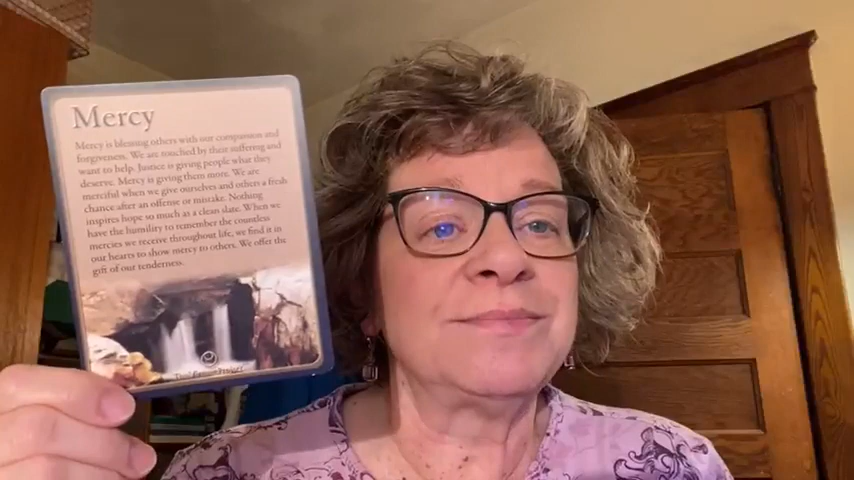 Mercy
Mercy is blessing others with our compassion and
forgiveness. We are touched by their suffering and
want to help. Justice is giving people what they
deserve. Mercy is giving them more. We are
merciful when we give ourselves and others a fresh
chance after an offense or mistake. Nothing
inspires hope so much as a clean slate. When we
have the humility to remember the countless
mercies we receive throughout life, we find it in
our hearts to show mercy to others. We offer the
gift of our tenderness.